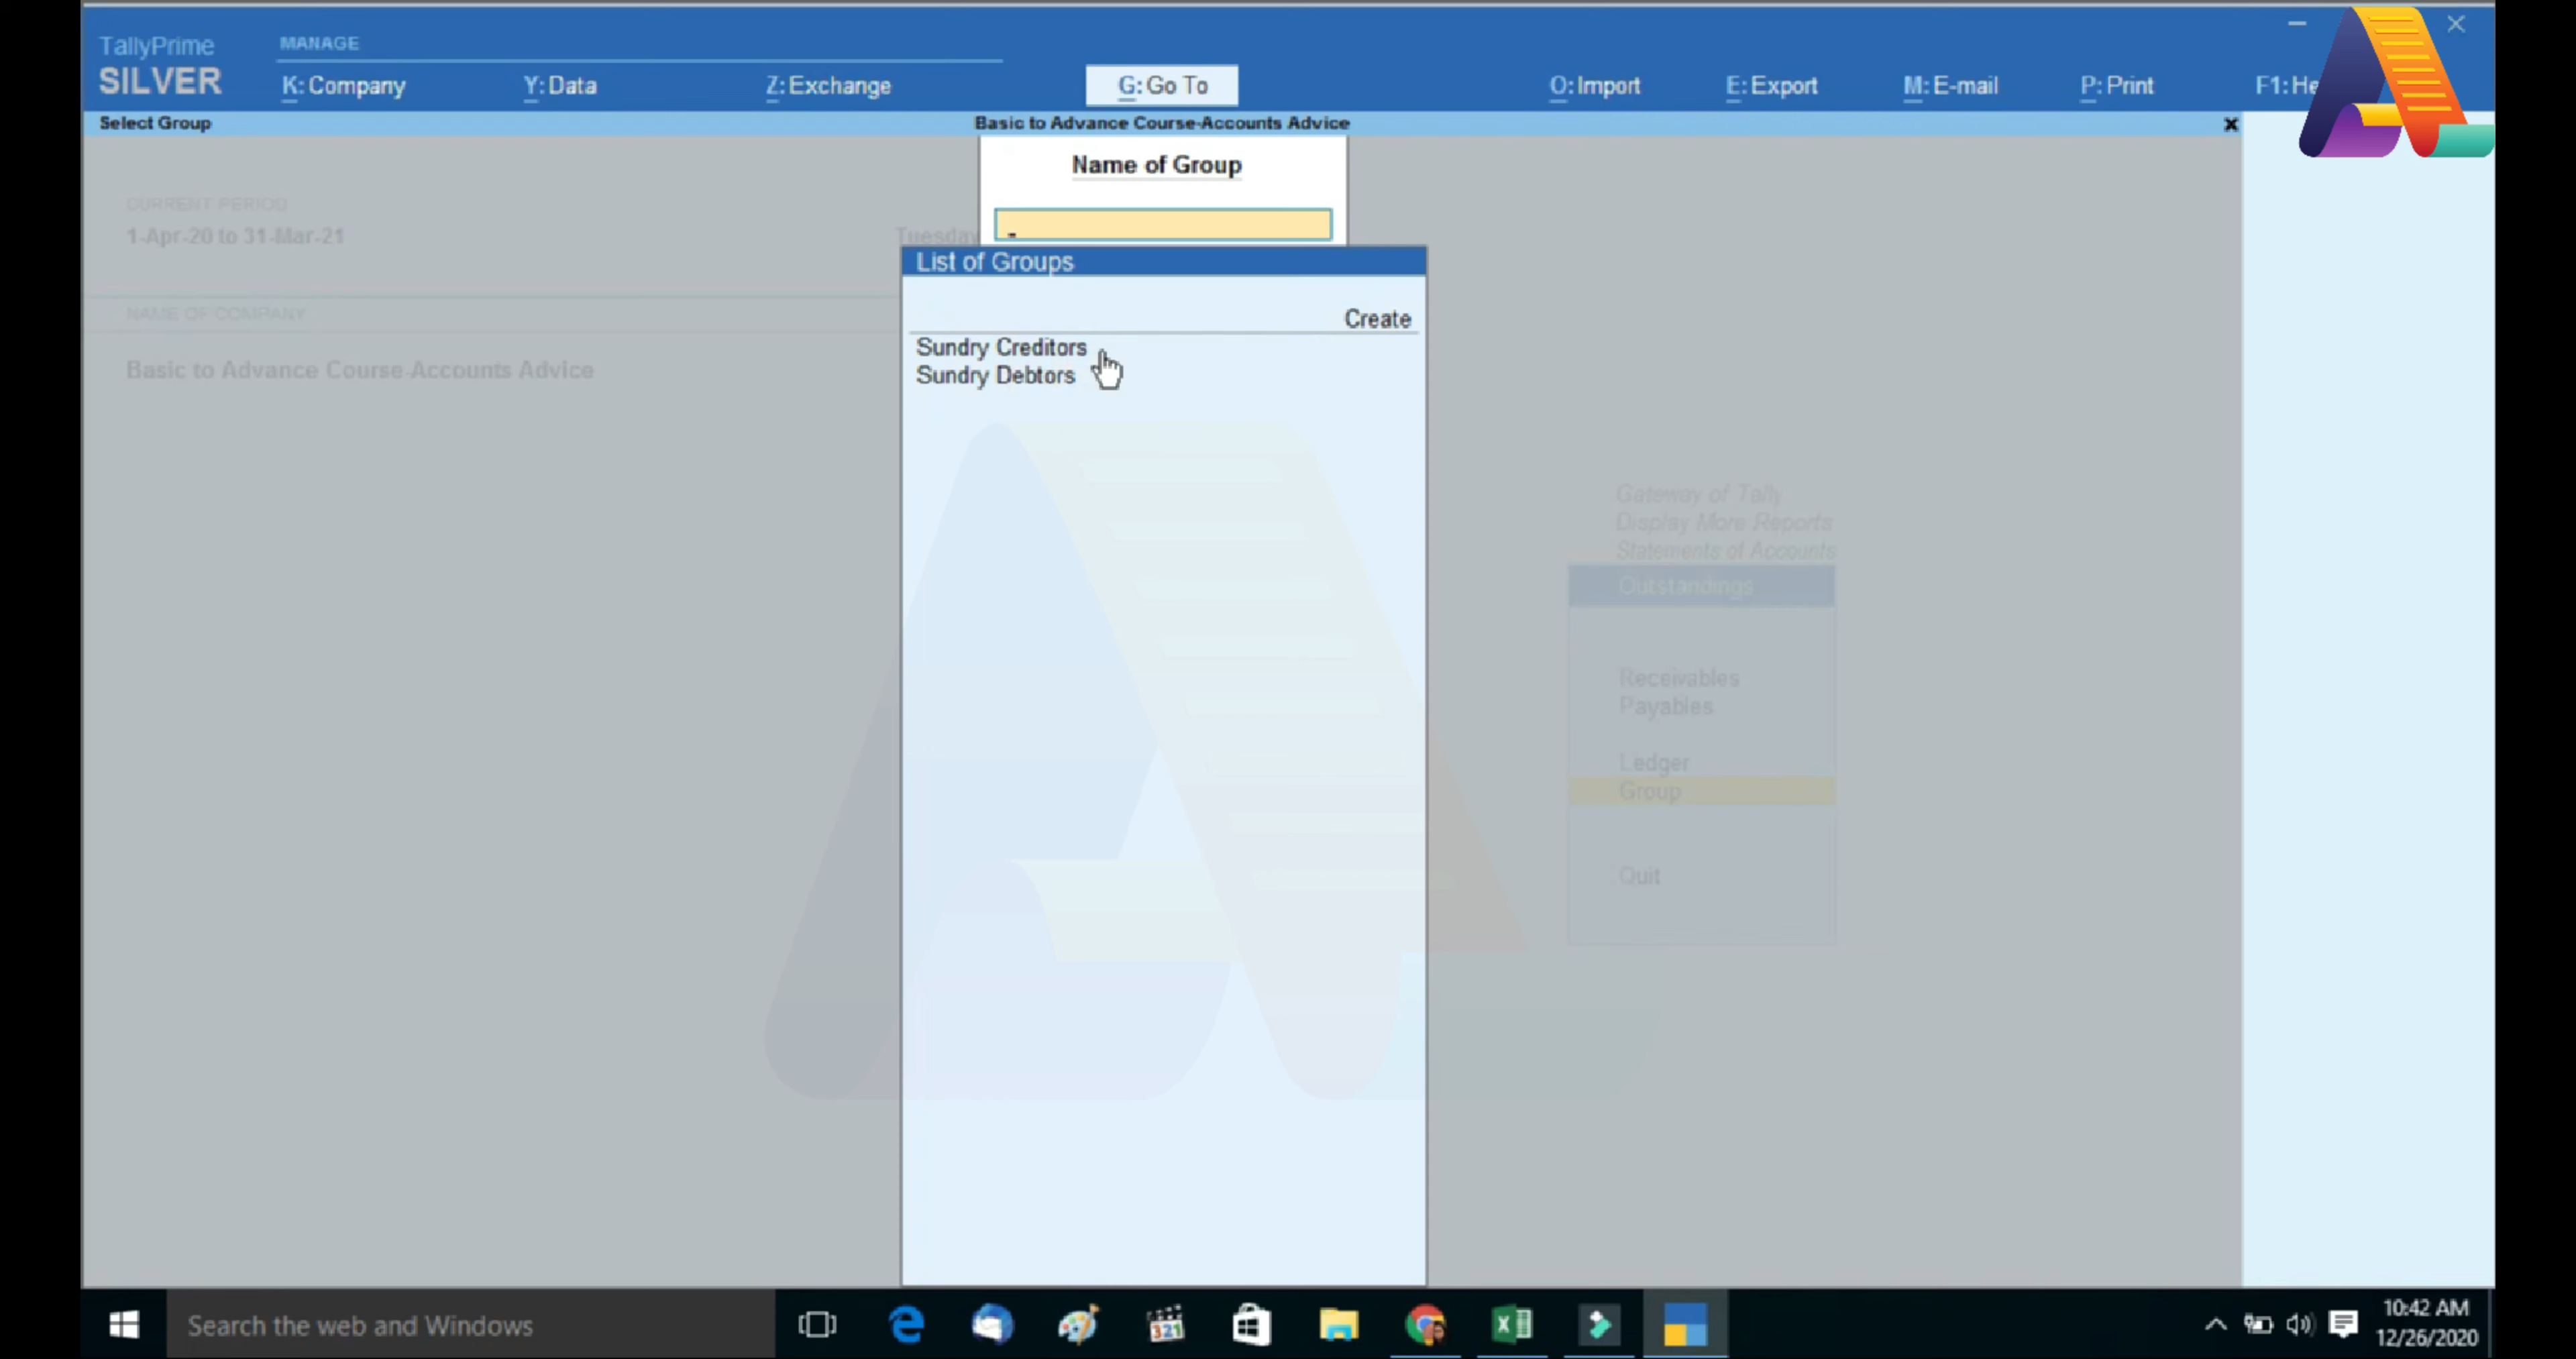 TallyPrime
SILVER
MANAGE
K: Company
Y: Data
Z: Exchange
G: Go To
O: Import
E: Export
M: E-mail
P: Print
F1: He
Select Group
Basic to Advance Course-Accounts Advice
x
Name of Group
CURRENT PERIOD
1-Apr-20 to 31-Mar-21
Tuesday
List of Groups
NAME OF COMPANY
Create
Sundry Creditors
Basic to Advance Course-Accounts Advice
Sundry Debtors
Gateway of Tally
Display More Reports
Statements of Accounts
Outstandings
Receivables
Payables
Ledger
Group
Quit
Search the web and Windows
321
10:42 AM
12/26/2020